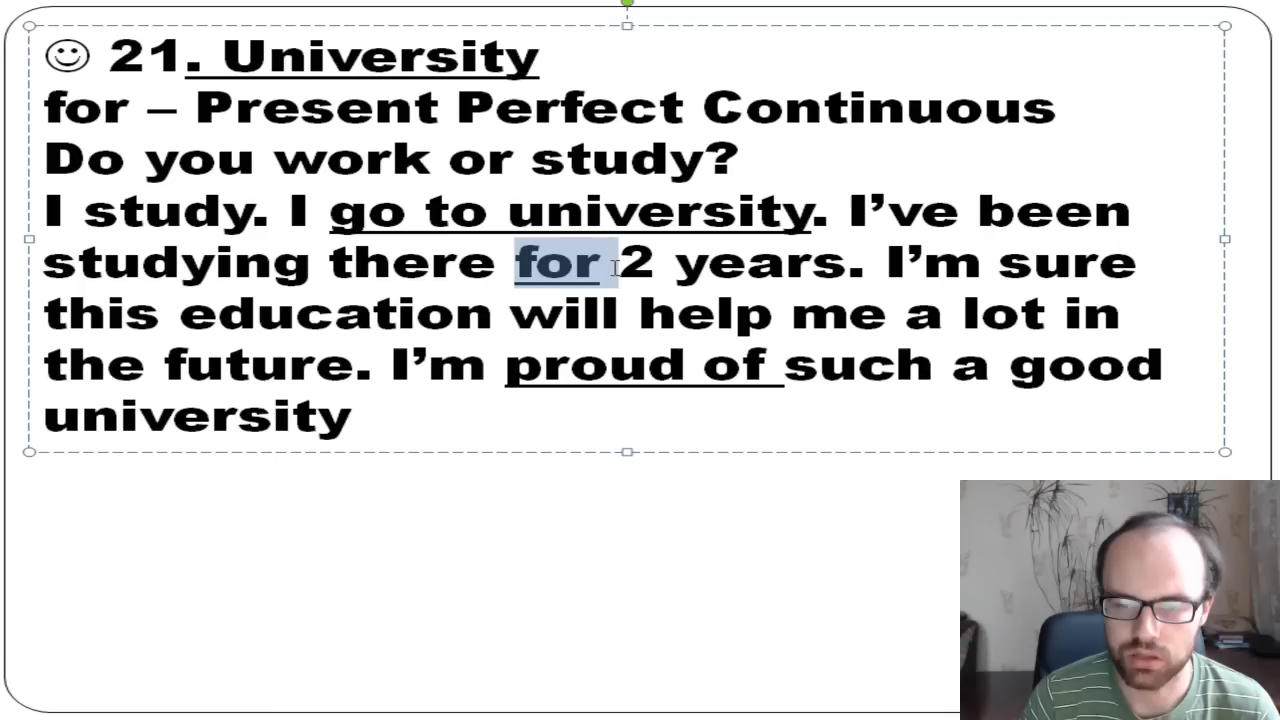 ☺ 21. University
for – Present Perfect Continuous
Do you work or study?
I study. I go to university. I’ve been
studying there for 2 years. I’m sure
this education will help me a lot in
the future. I’m proud of such a good
university